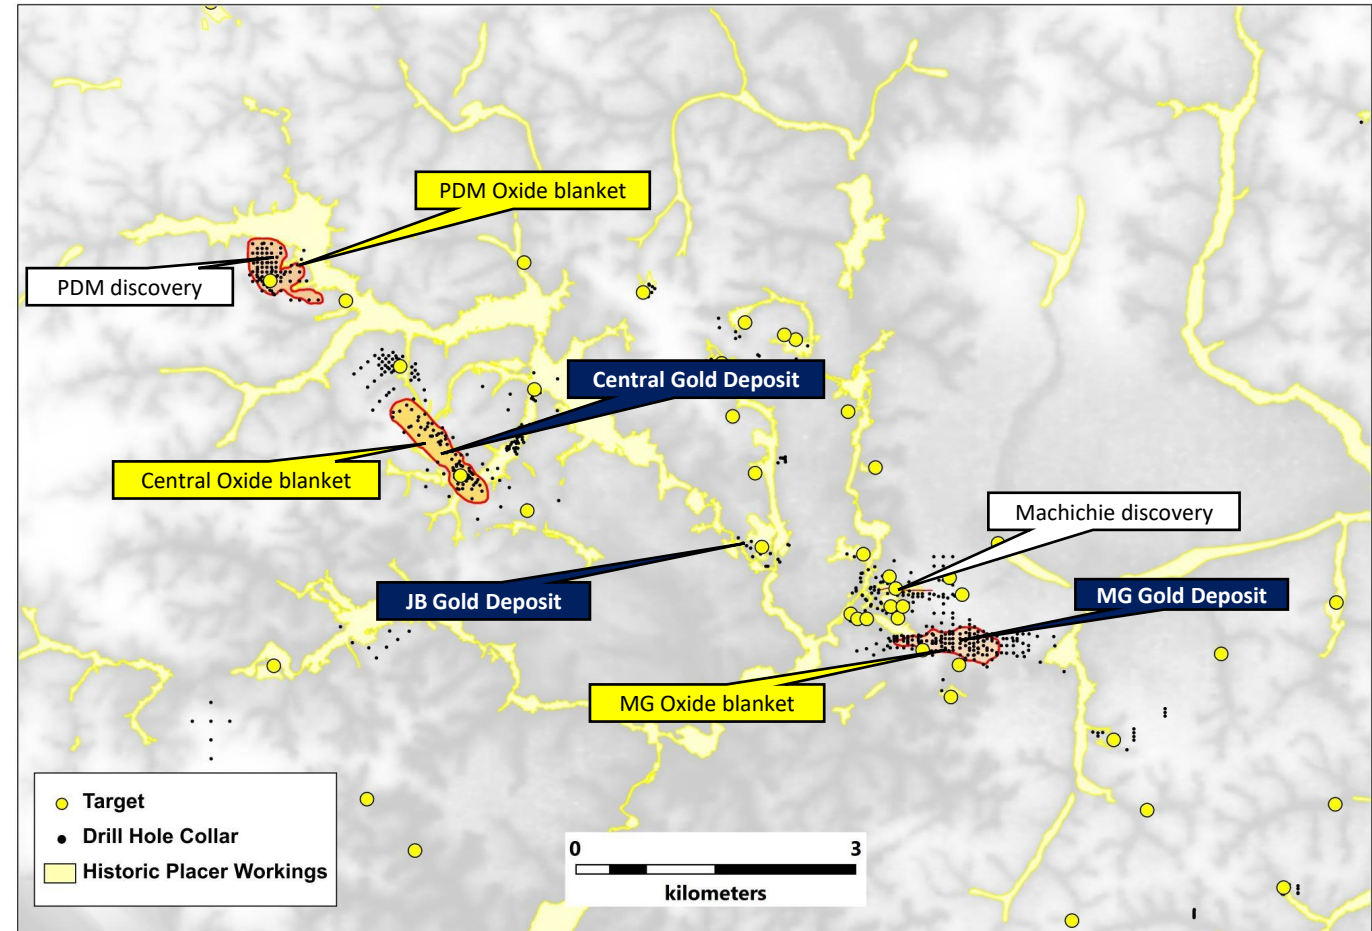 PDM Oxide blanket
PDM discovery
Central Gold Deposit
Central Oxide blanket
Machichie discovery
JB Gold Deposit
MG Gold Deposit
MG Oxide blanket
Target
Drill Hole Collar
Historic Placer Workings
0 3
kilometers